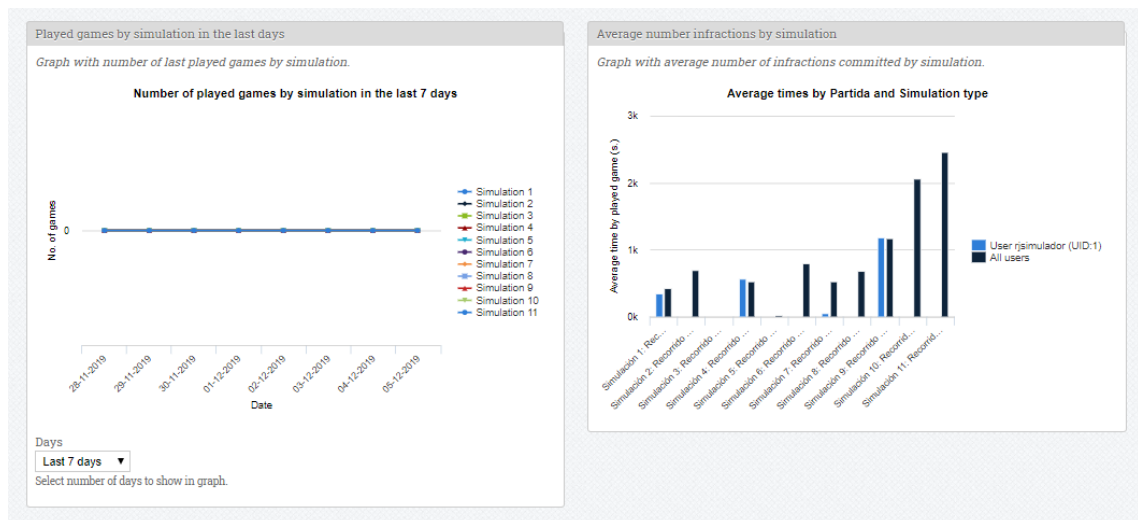 Played games by simulation in the last days
Graph with number of last played games by simulation.
Number of played games by simulation in the last 7 days
No. of games
0
Simulation 1
Simulation 2
Simulation 3
Simulation 4
Simulation 5
Simulation 6
Simulation 7
Simulation 8
Simulation 9
Simulation 10
Simulation 11
28-11-2019
29-11-2019
30-11-2019
01-12-2019
02-12-2019
03-12-2019
04-12-2019
05-12-2019
Date
Days
Last 7 days
Select number of days to show in graph.
Average number infractions by simulation
Graph with average number of infractions committed by simulation.
Average times by Partida and Simulation type
Average time by played game (s.)
3k
2k
1k
0k
User rjsimulador (UID:1)
All users
Simulación 1: Rec...
Simulación 2: Recorrido ...
Simulación 3: Recorrido ...
Simulación 4: Recorrido ...
Simulación 5: Recorrido ...
Simulación 6: Recorrido ...
Simulación 7: Recorrido ...
Simulación 8: Recorrido ...
Simulación 9: Recorrido ...
Simulación 10: Recorrid...
Simulación 11: Recorrid...